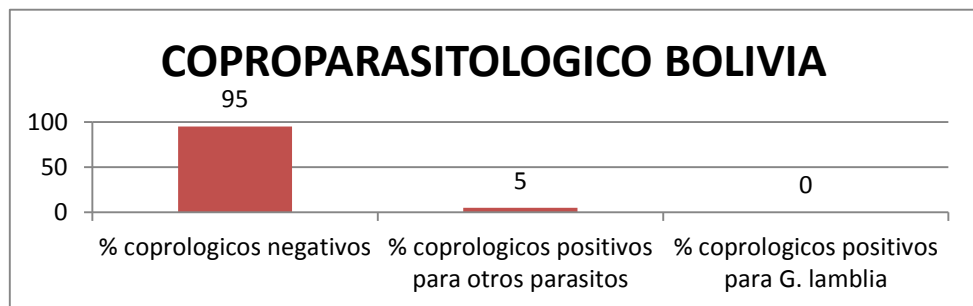 COPROPARASITOLOGICO BOLIVIA
95
100
5
0
50
0
% coprologicos negativos
% coprologicos positivos
para otros parasitos
% coprologicos positivos
para G. lamblia